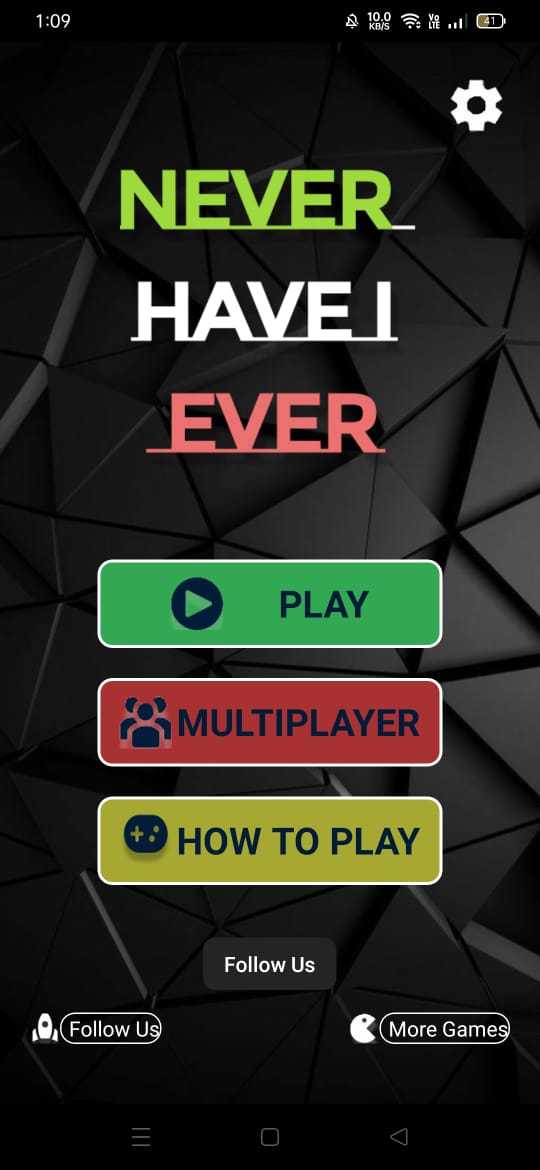 1:09
10.0
KB/S
Vo
LTE
41
NEVER
HAVE I
EVER
PLAY
MULTIPLAYER
HOW TO PLAY
Follow Us
Follow Us
More Games